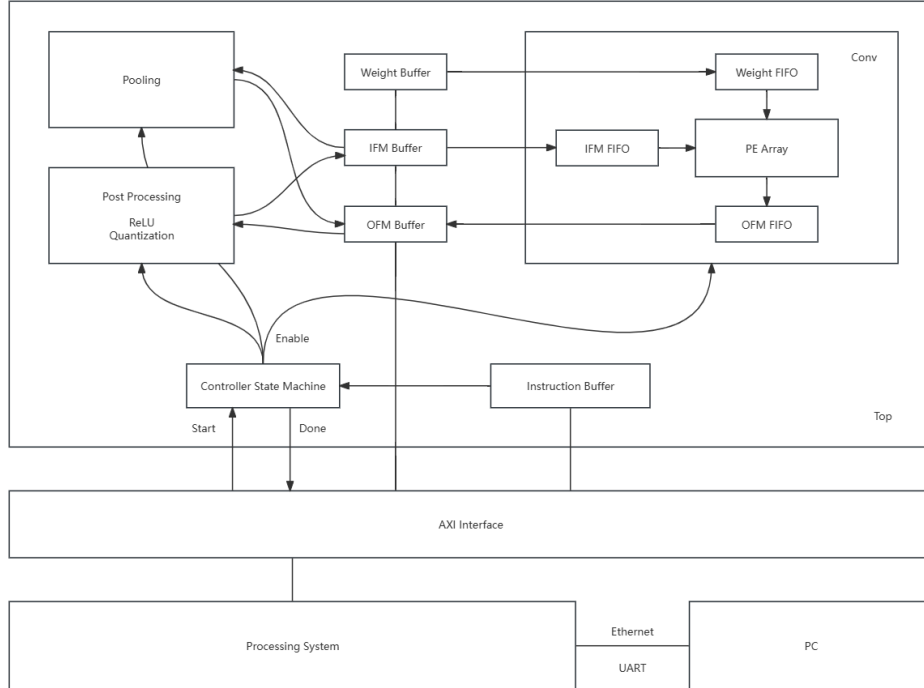 Conv
Pooling
Weight Buffer
Weight FIFO
IFM Buffer
IFM FIFO
PE Array
Post Processing
ReLU
Quantization
OFM Buffer
OFM FIFO
Enable
Controller State Machine
Instruction Buffer
Start
Done
Top
AXI Interface
Processing System
Ethernet
UART
PC